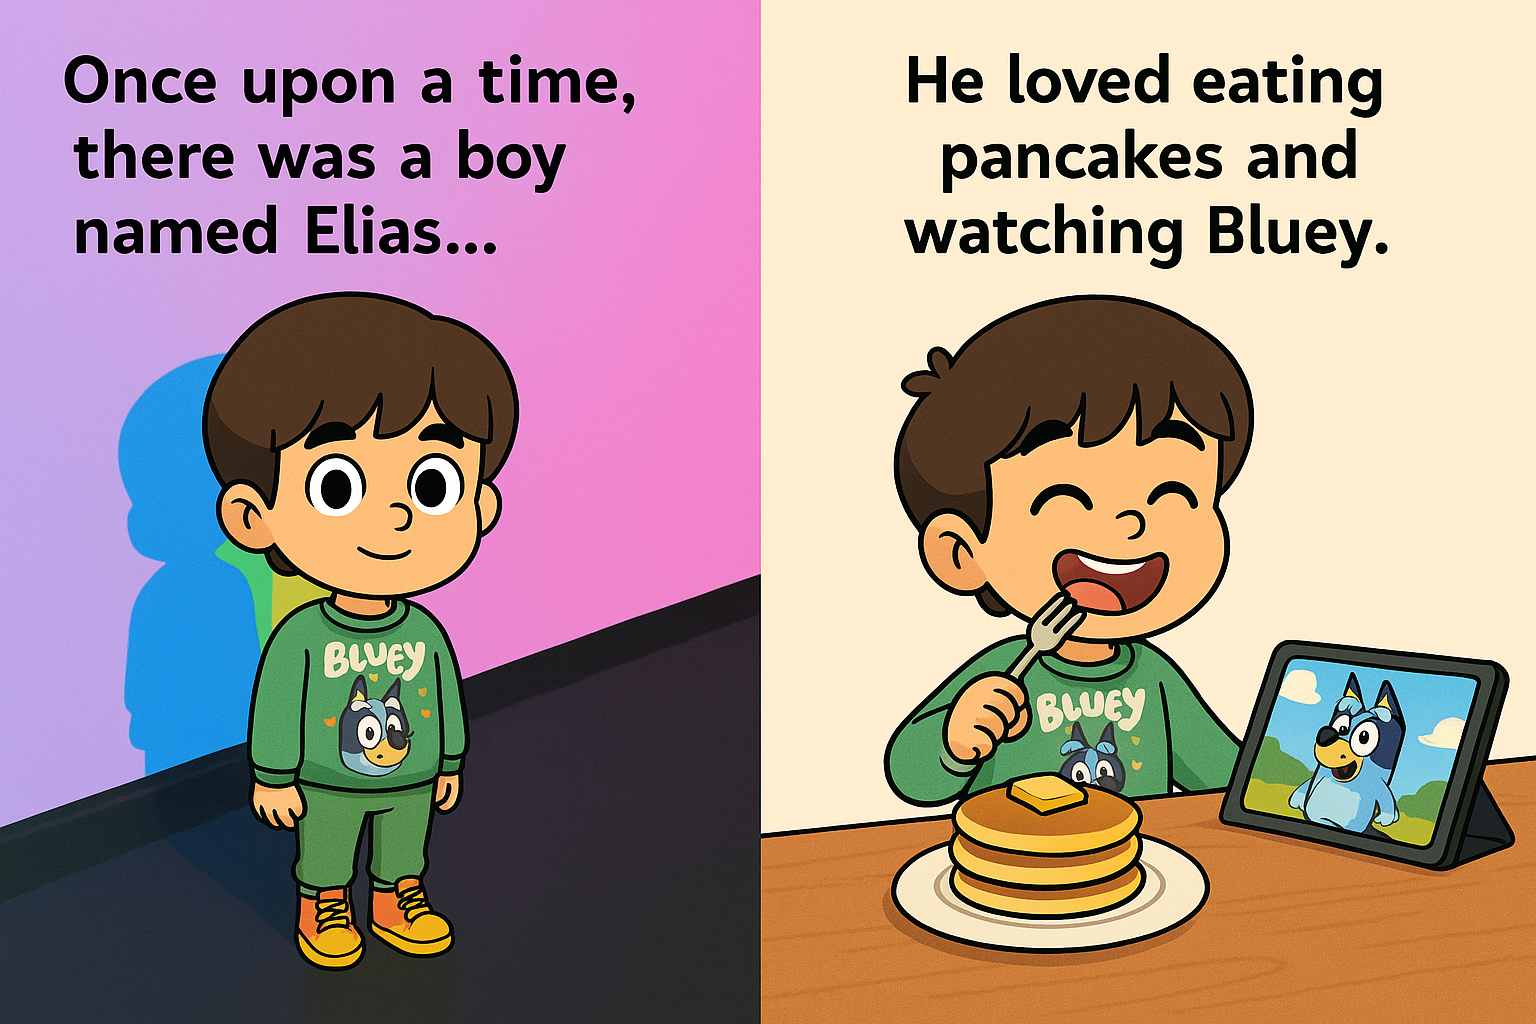 Once upon a time,
there was a boy
named Elias...
BLUEY
He loved eating
pancakes and
watching Bluey.
BLUEY